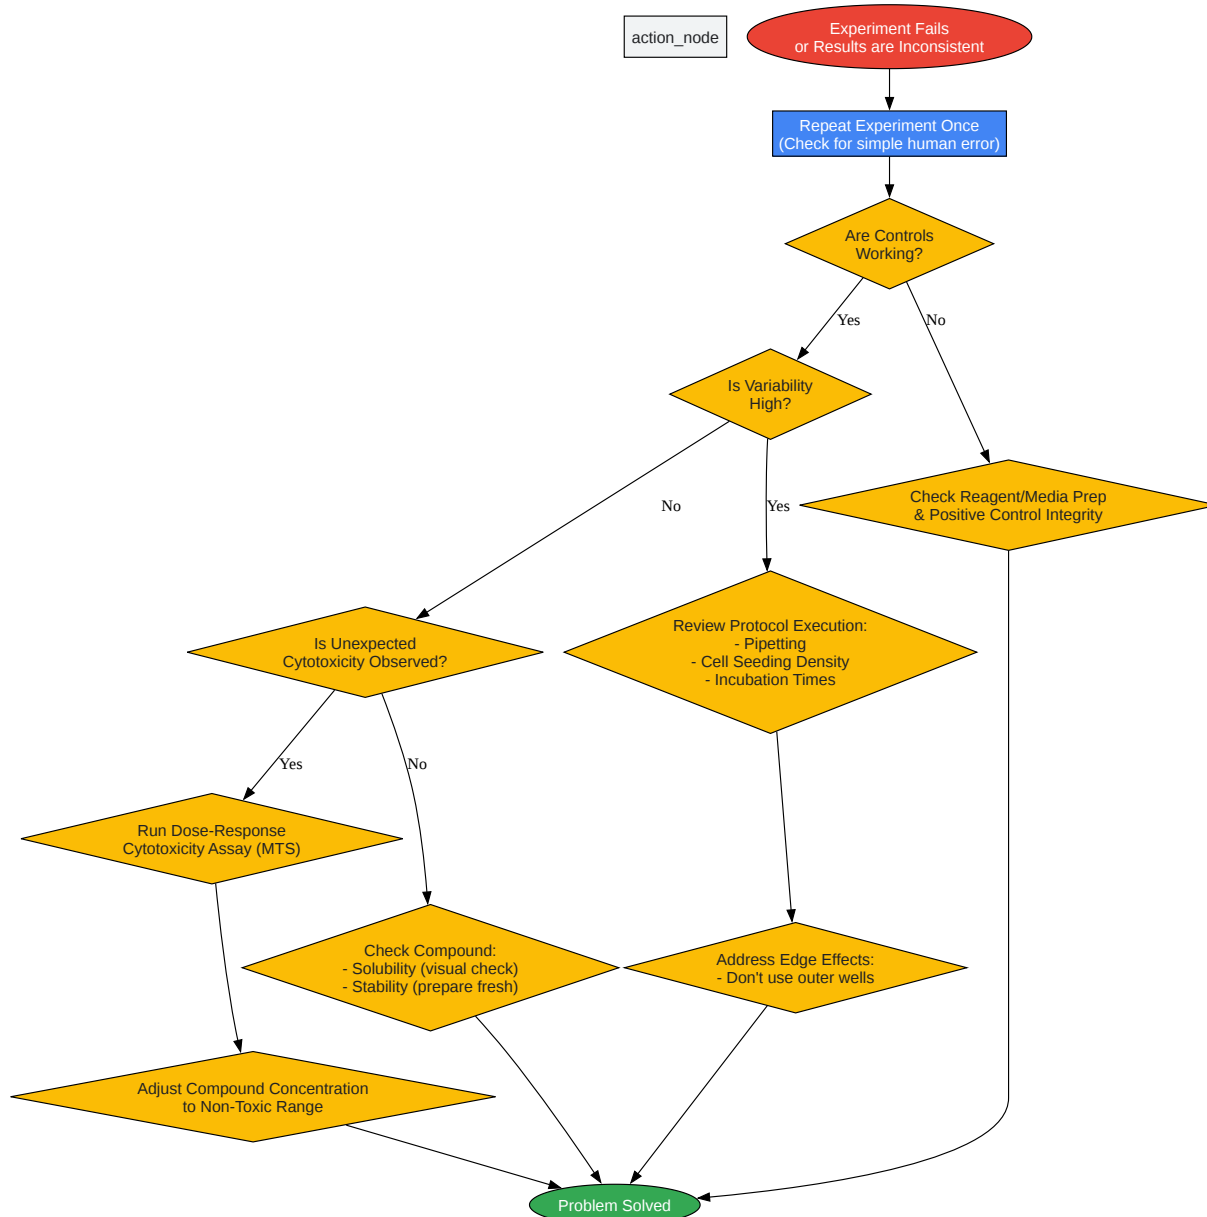 action_node
Experiment Fails
or Results are Inconsistent
Repeat Experiment Once
(Check for simple human error)
Are Controls
Working?
Yes
No
Is Variability
High?
Check Reagent/Media Prep
& Positive Control Integrity
No
Yes
Is Unexpected
Cytotoxicity Observed?
Review Protocol Execution:
- Pipetting
- Cell Seeding Density
- Incubation Times
Yes
No
Run Dose-Response
Cytotoxicity Assay (MTS)
Check Compound:
- Solubility (visual check)
- Stability (prepare fresh)
Address Edge Effects:
- Don't use outer wells
Adjust Compound Concentration
to Non-Toxic Range
Problem Solved